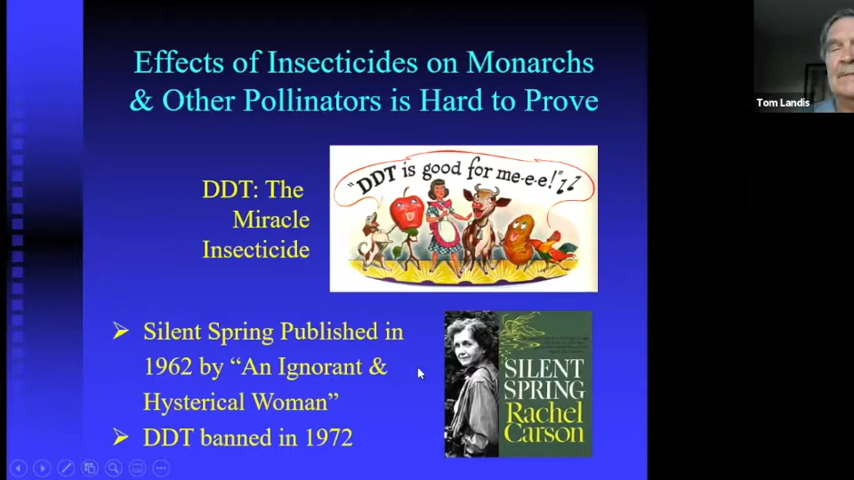 Effects of Insecticides on Monarchs
& Other Pollinators is Hard to Prove
Tom Landis
"DDT is good for me-e-e!"
DDT: The
Miracle
Insecticide
➢ Silent Spring Published in
1962 by “An Ignorant &
Hysterical Woman”
➢ DDT banned in 1972
SILENT
SPRING
Rachel
Carson